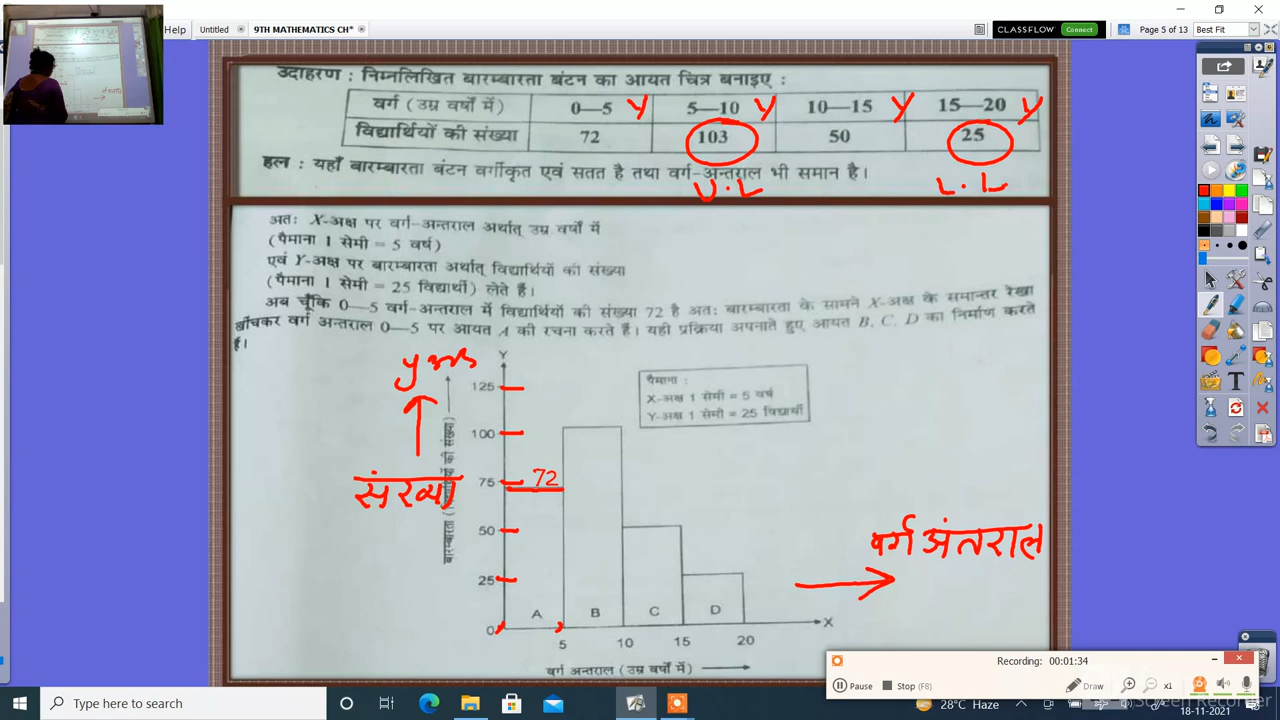 Help
Untitled
9TH MATHEMATICS CH*
CLASSFLOW Connect
Page 5 of 13
Best Fit
उदाहरण : निम्नलिखित बारम्बारता बंटन का आयत चित्र बनाइए :
वर्ग (उम्र वर्षों में) 0—5 y 5—10 y 10—15 y 15—20 y
विद्यार्थियों की संख्या 72 103 50 25
हल : यहाँ बारम्बारता बंटन वर्गीकृत एवं सतत है तथा वर्ग-अन्तराल भी समान है।
U.L L.L
अतः X-अक्ष पर वर्ग-अन्तराल अर्थात् उम्र वर्षों में
(पैमाना 1 सेमी = 5 वर्ष)
एवं Y-अक्ष पर बारम्बारता अर्थात् विद्यार्थियों की संख्या
(पैमाना 1 सेमी = 25 विद्यार्थी) लेते हैं।
अब चूँकि 0—5 वर्ग-अन्तराल में विद्यार्थियों की संख्या 72 है अतः बारम्बारता के सामने X-अक्ष के समान्तर रेखा
खींचकर वर्ग अन्तराल 0—5 पर आयत A की रचना करते हैं। यही प्रक्रिया अपनाते हुए आयत B, C, D का निर्माण करते
हैं।
y अक्ष
Y
125
100
75
50
25
0
72
संख्या
बारम्बारता (विद्यार्थियों की संख्या)
पैमाना :
X-अक्ष 1 सेमी = 5 वर्ष
Y-अक्ष 1 सेमी = 25 विद्यार्थी
वर्ग अंतराल
A B C D
X
5 10 15 20
वर्ग अन्तराल (उम्र वर्षों में)
Recording: 00:01:34
Pause
Stop (F8)
Draw
x1
Type here to search
28°C Haze
18-11-2021